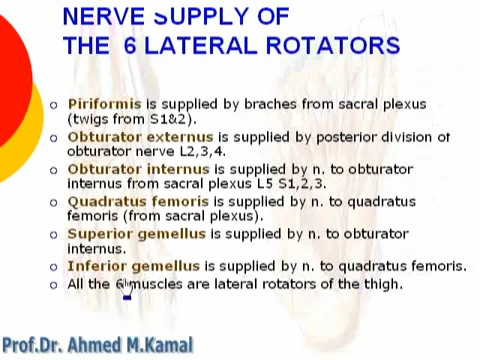 NERVE SUPPLY OF
THE 6 LATERAL ROTATORS
Piriformis is supplied by braches from sacral plexus
(twigs from S1&2).
Obturator externus is supplied by posterior division of
obturator nerve L2,3,4.
Obturator internus is supplied by n. to obturator
internus from sacral plexus L5 S1,2,3.
Quadratus femoris is supplied by n. to quadratus
femoris (from sacral plexus).
Superior gemellus is supplied by n. to obturator
internus.
Inferior gemellus is supplied by n. to quadratus femoris.
All the 6 muscles are lateral rotators of the thigh.
Prof.Dr. Ahmed M.Kamal